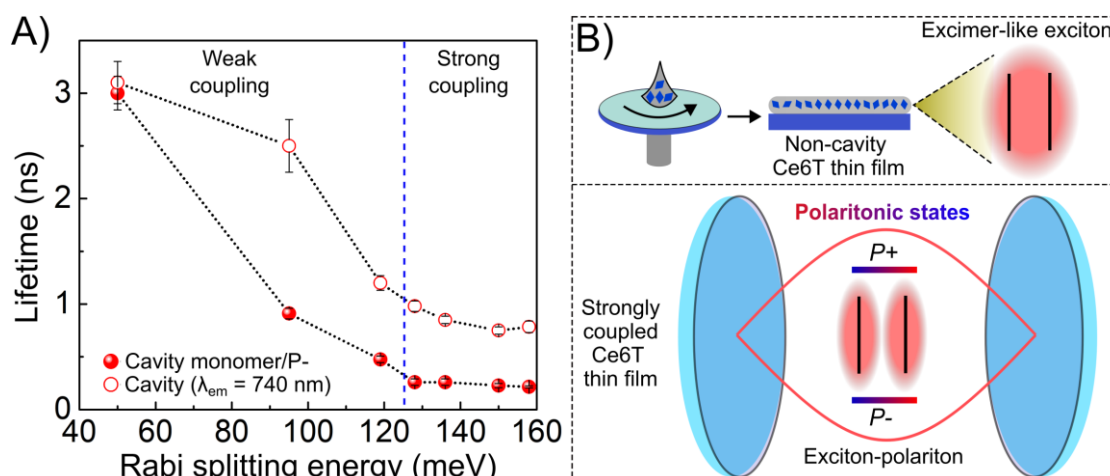 A)
Weak
coupling
Strong
coupling
3
2
1
0
Lifetime (ns)
Cavity monomer/P-
Cavity (λem = 740 nm)
40 60 80 100 120 140 160
Rabi splitting energy (meV)
B)
Excimer-like exciton
Non-cavity
Ce6T thin film
Polaritonic states
P+
Strongly
coupled
Ce6T
thin film
P-
Exciton-polariton